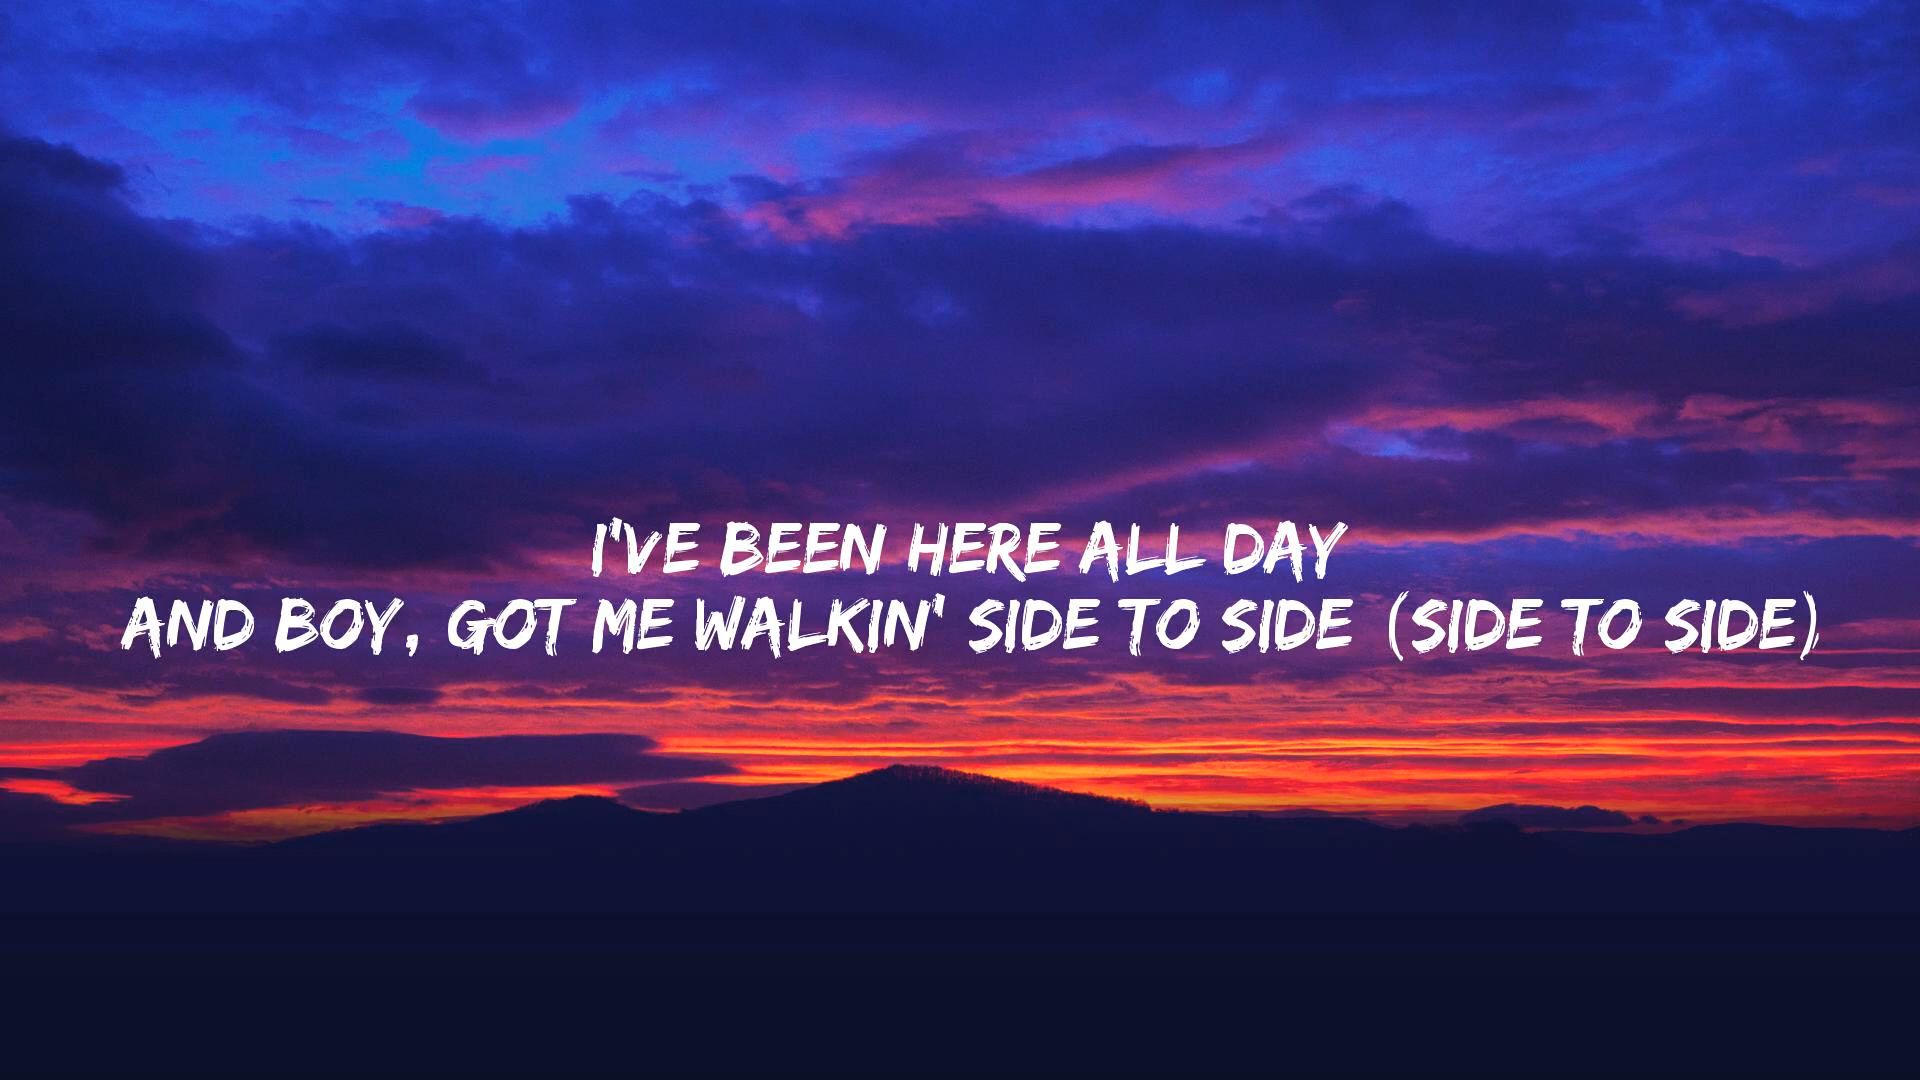 I'VE BEEN HERE ALL DAY
AND BOY, GOT ME WALKIN' SIDE TO SIDE (SIDE TO SIDE)